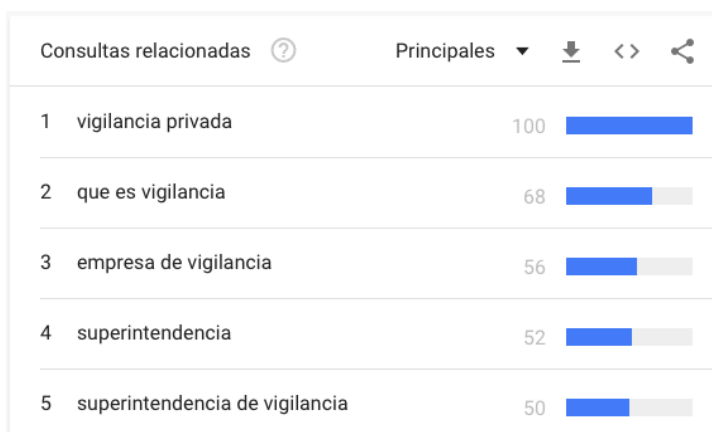 Consultas relacionadas ? Principales
1 vigilancia privada 100
2 que es vigilancia 68
3 empresa de vigilancia 56
4 superintendencia 52
5 superintendencia de vigilancia 50